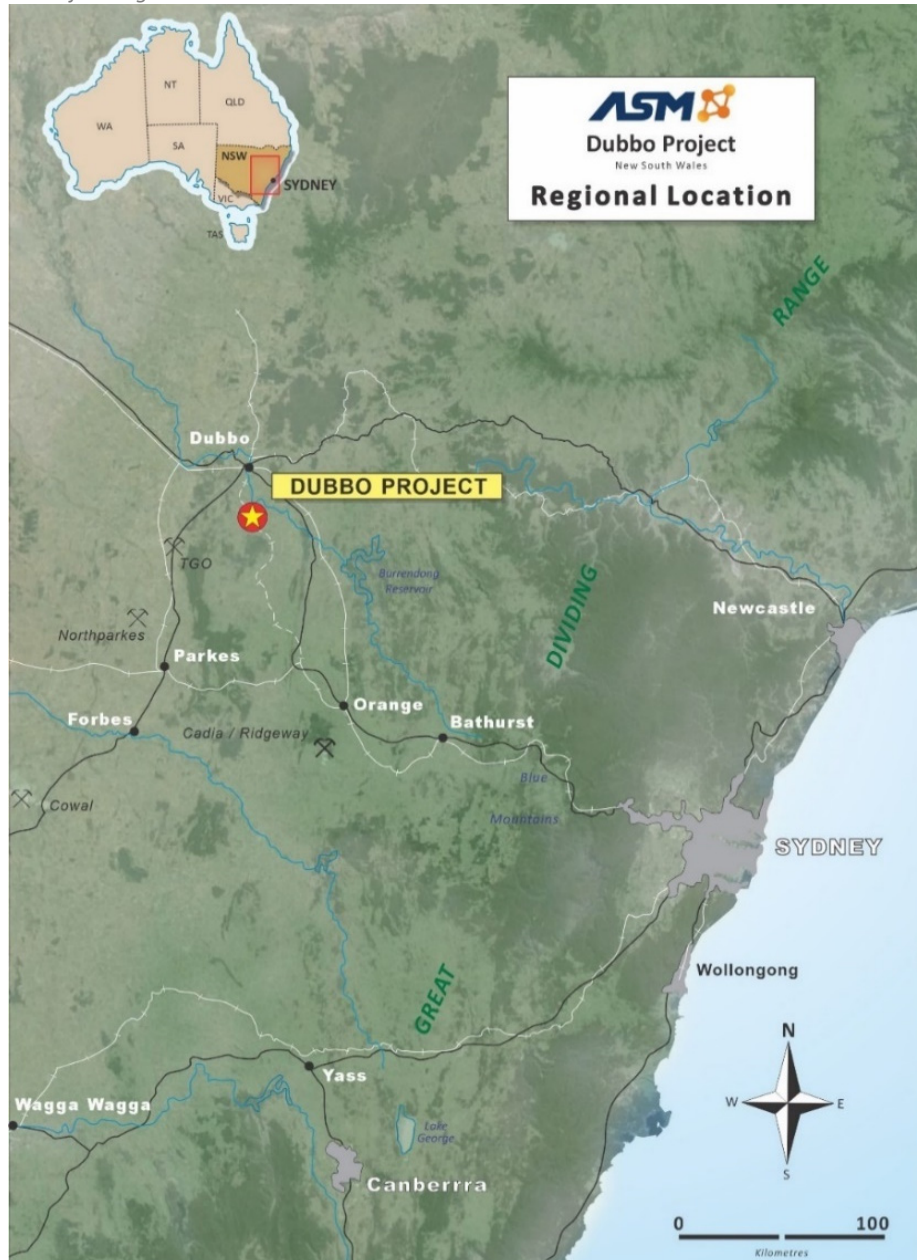 NT
QLD
WA
SA
NSW
SYDNEY
VIC
TAS
ASM
Dubbo Project
New South Wales
Regional Location
RANGE
Dubbo
DUBBO PROJECT
TGO
Burrendong
Reservoir
DIVIDING
Newcastle
Northparkes
Parkes
Orange
Forbes
Bathurst
Cadia / Ridgeway
Blue
Mountains
Cowal
SYDNEY
Wollongong
GREAT
Yass
N
W
E
S
Wagga Wagga
Lake
George
Canberrra
0
100
Kilometres